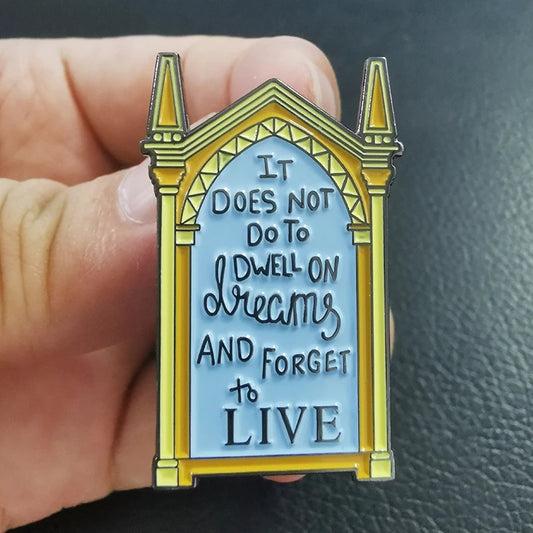 IT
DOES NOT
DO TO
DWELL ON
dreams
AND FORGET
to
LIVE